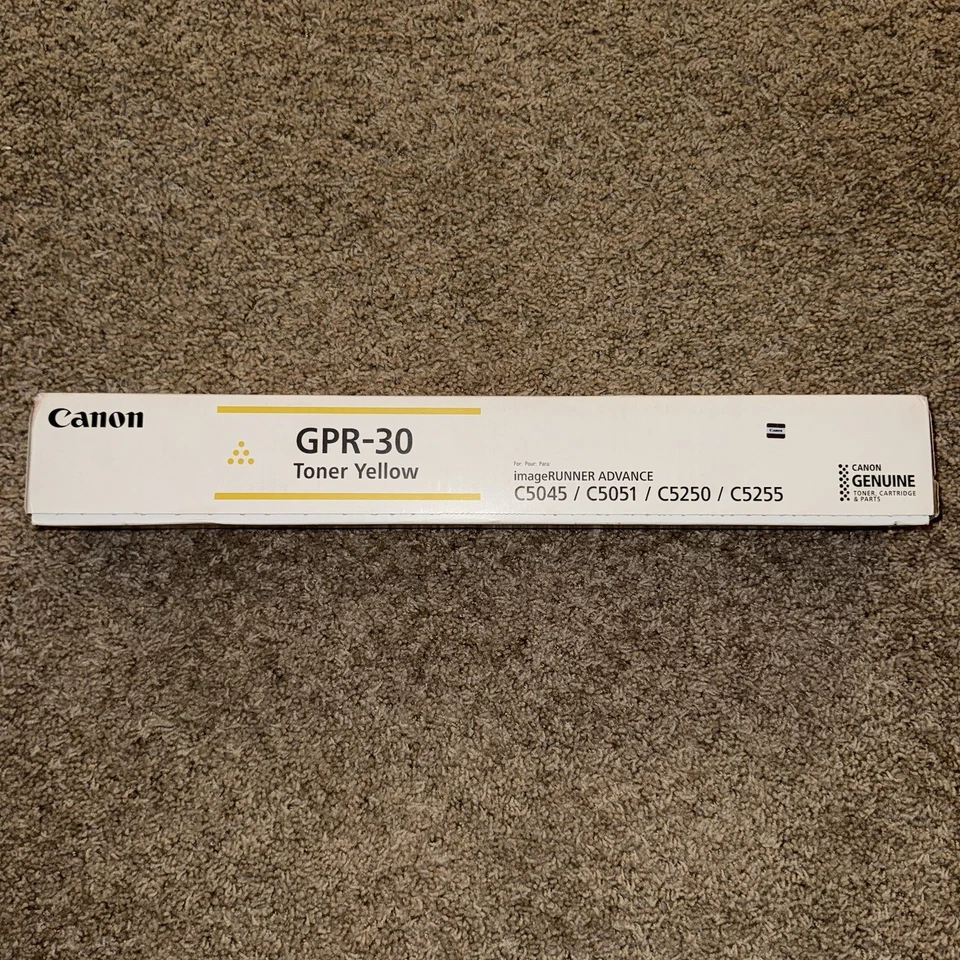 Canon
GPR-30
Toner Yellow
For: Pour: Para:
imageRUNNER ADVANCE
C5045 / C5051 / C5250 / C5255
Canon
CANON
GENUINE
TONER, CARTRIDGE
& PARTS